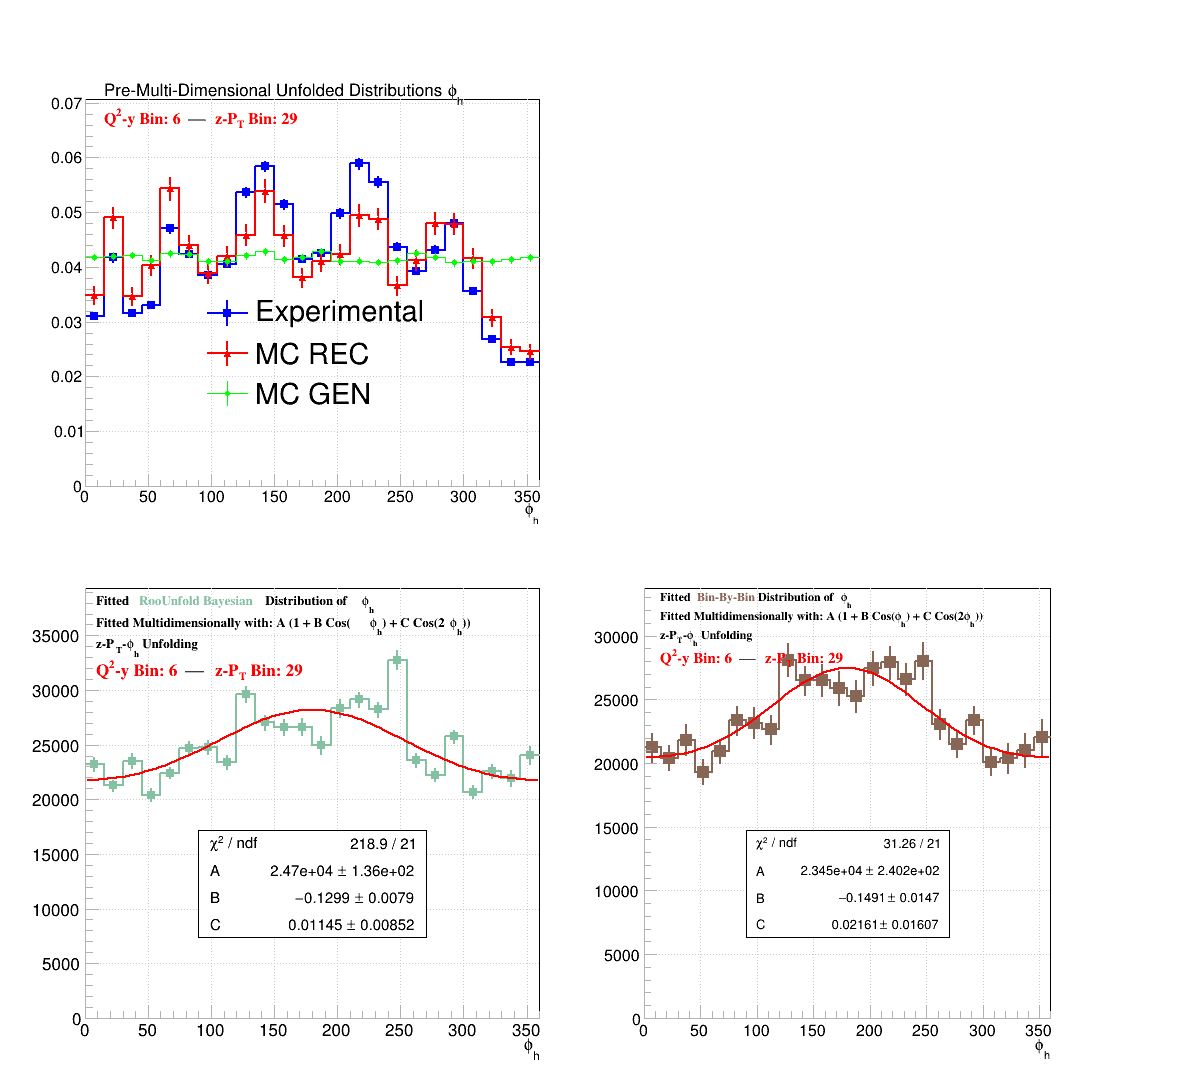 Pre-Multi-Dimensional Unfolded Distributions ϕh
Q²-y Bin: 6 — z-PT Bin: 29
0.07
0.06
0.05
0.04
0.03
0.02
0.01
0
Experimental
MC REC
MC GEN
0 50 100 150 200 250 300 350
ϕh
Fitted RooUnfold Bayesian Distribution of ϕh
Fitted Multidimensionally with: A (1 + B Cos( ϕh) + C Cos(2 ϕh))
z-PT-ϕh Unfolding
Q²-y Bin: 6 — z-PT Bin: 29
35000
30000
25000
20000
15000
10000
5000
0
χ² / ndf 218.9 / 21
A 2.47e+04 ± 1.36e+02
B −0.1299 ± 0.0079
C 0.01145 ± 0.00852
0 50 100 150 200 250 300 350
ϕh
Fitted Bin-By-Bin Distribution of ϕh
Fitted Multidimensionally with: A (1 + B Cos(ϕh) + C Cos(2ϕh))
z-PT-ϕh Unfolding
Q²-y Bin: 6 — z-PT Bin: 29
30000
25000
20000
15000
10000
5000
0
χ² / ndf 31.26 / 21
A 2.345e+04 ± 2.402e+02
B −0.1491 ± 0.0147
C 0.02161 ± 0.01607
0 50 100 150 200 250 300 350
ϕh